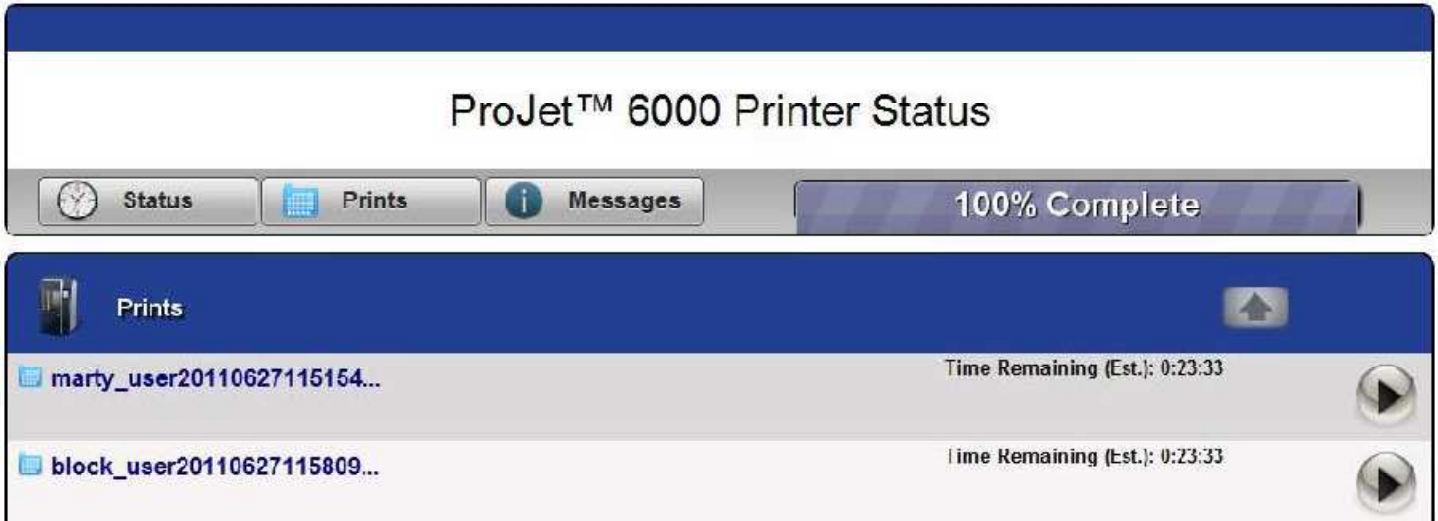 ProJet™ 6000 Printer Status
Status Prints Messages 100% Complete
Prints
marty_user20110627115154... Time Remaining (Est.): 0:23:33
block_user20110627115809... Time Remaining (Est.): 0:23:33